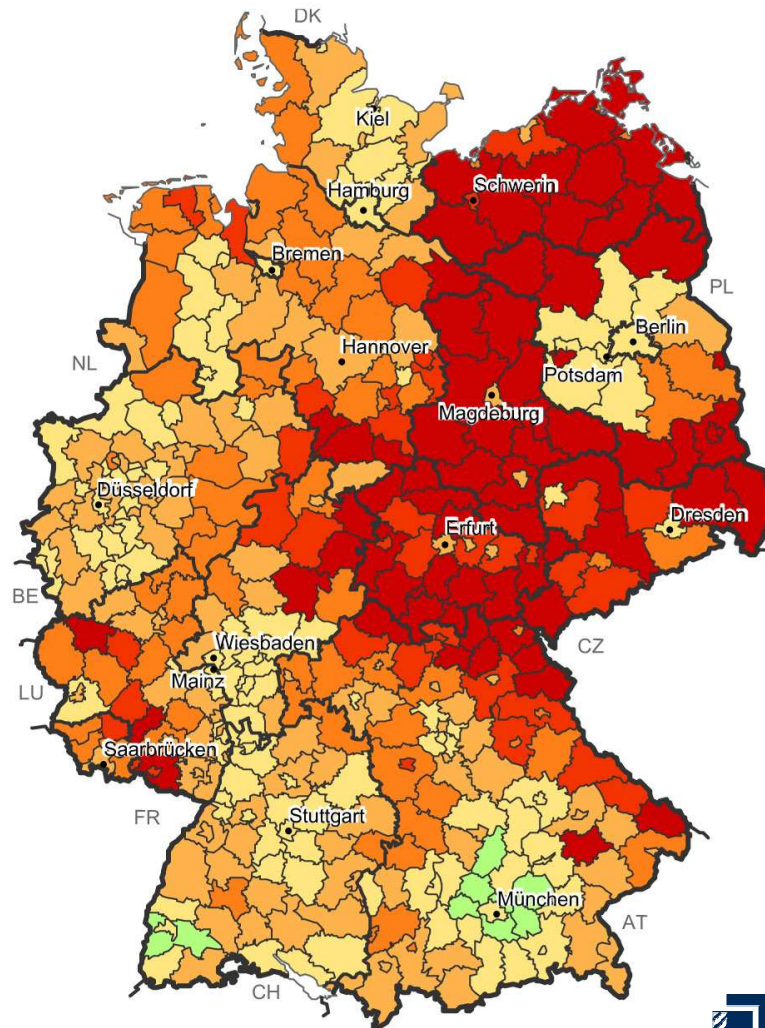 DK
Kiel
Hamburg
Schwerin
Bremen
PL
Berlin
Hannover
NL
Potsdam
Magdeburg
Düsseldorf
Erfurt
Dresden
BE
Wiesbaden
CZ
Mainz
LU
Saarbrücken
FR
Stuttgart
München
AT
CH